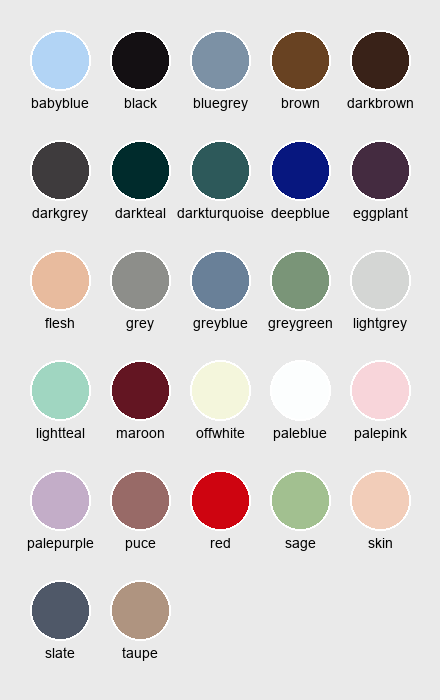 babyblue black bluegrey brown darkbrown
darkgrey darkteal darkturquoise deepblue eggplant
flesh grey greyblue greygreen lightgrey
lightteal maroon offwhite paleblue palepink
palepurple puce red sage skin
slate taupe